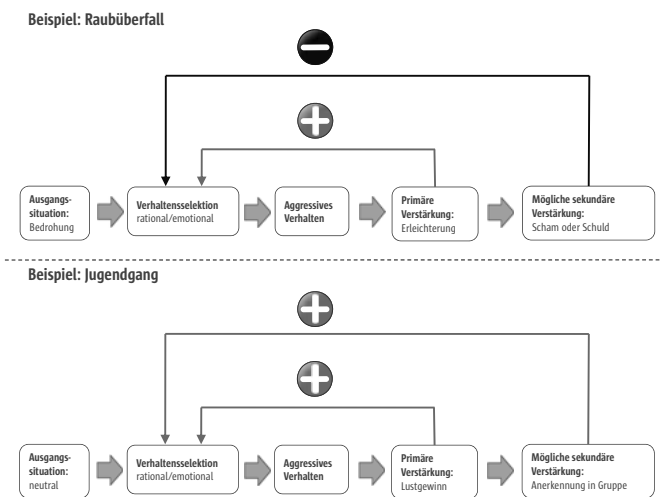 Beispiel: Raubüberfall
Ausgangs-
situation:
Bedrohung
Verhaltensselektion
rational/emotional
Aggressives
Verhalten
Primäre
Verstärkung:
Erleichterung
Mögliche sekundäre
Verstärkung:
Scham oder Schuld
Beispiel: Jugendgang
Ausgangs-
situation:
neutral
Verhaltensselektion
rational/emotional
Aggressives
Verhalten
Primäre
Verstärkung:
Lustgewinn
Mögliche sekundäre
Verstärkung:
Anerkennung in Gruppe